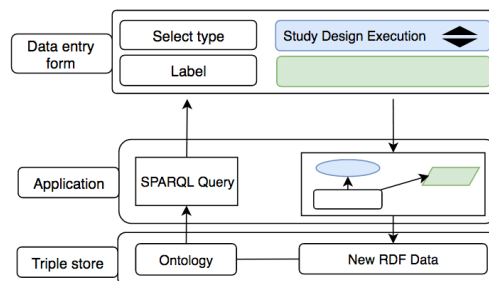 Data entry
form
Select type
Study Design Execution
Label
Application
SPARQL Query
Triple store
Ontology
New RDF Data